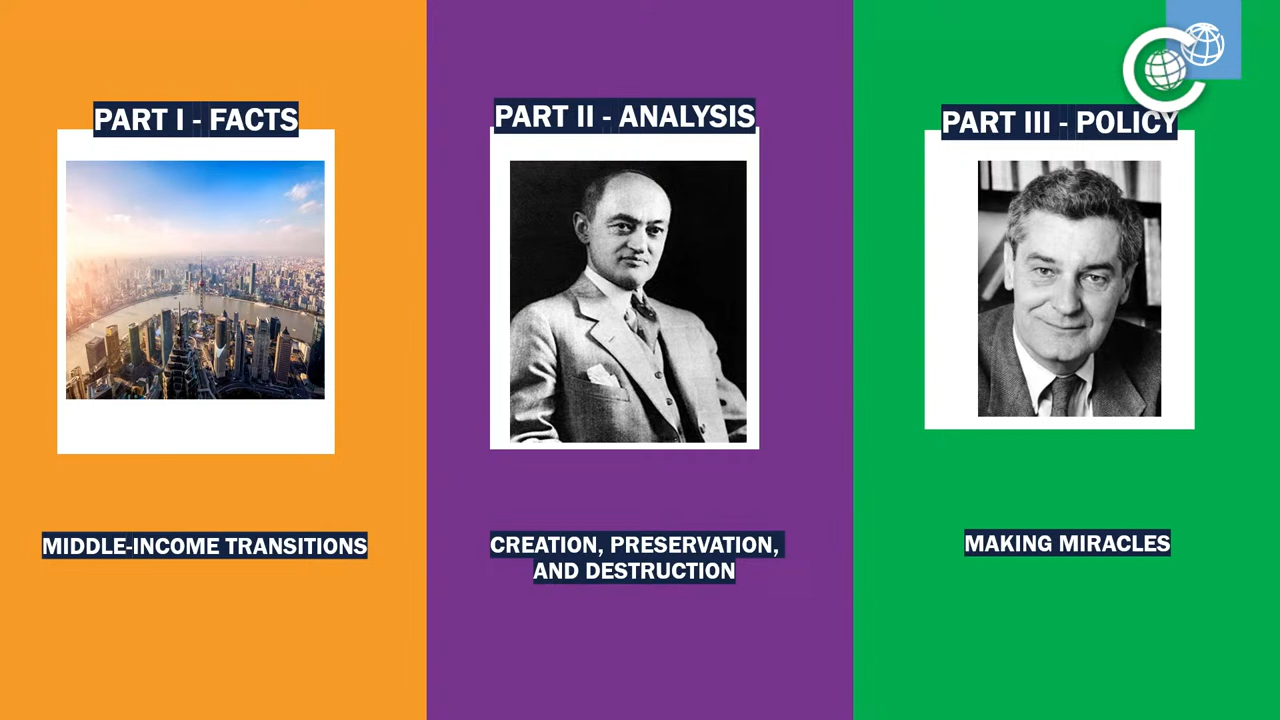 PART I - FACTS
MIDDLE-INCOME TRANSITIONS
PART II - ANALYSIS
CREATION, PRESERVATION,
AND DESTRUCTION
PART III - POLICY
MAKING MIRACLES